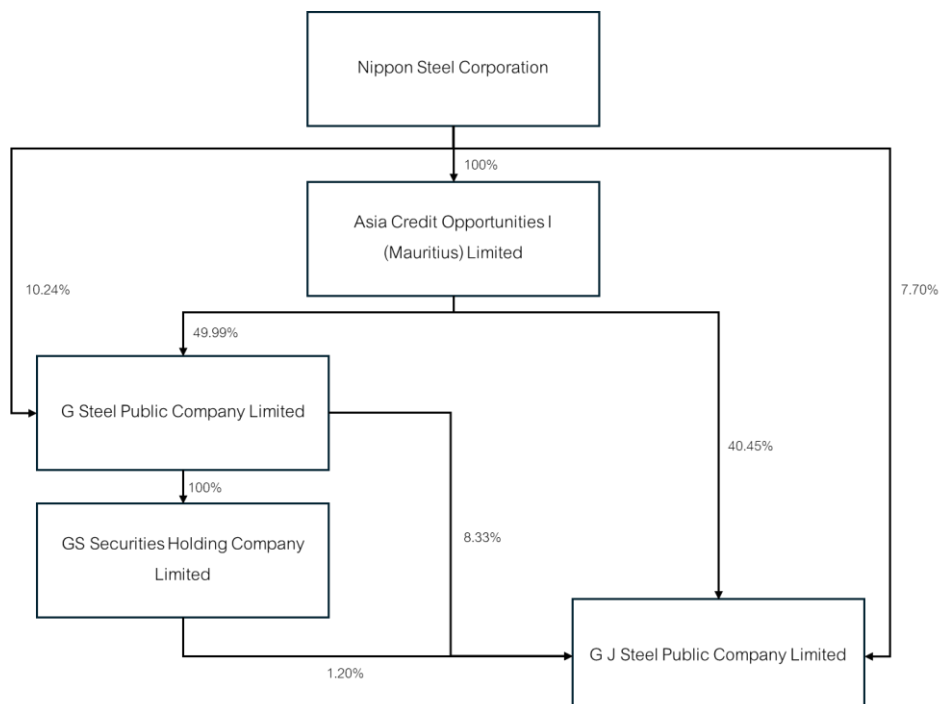 Nippon Steel Corporation
100%
Asia Credit Opportunities I
(Mauritius) Limited
10.24%
7.70%
49.99%
G Steel Public Company Limited
40.45%
100%
GS Securities Holding Company
Limited
8.33%
G J Steel Public Company Limited
1.20%